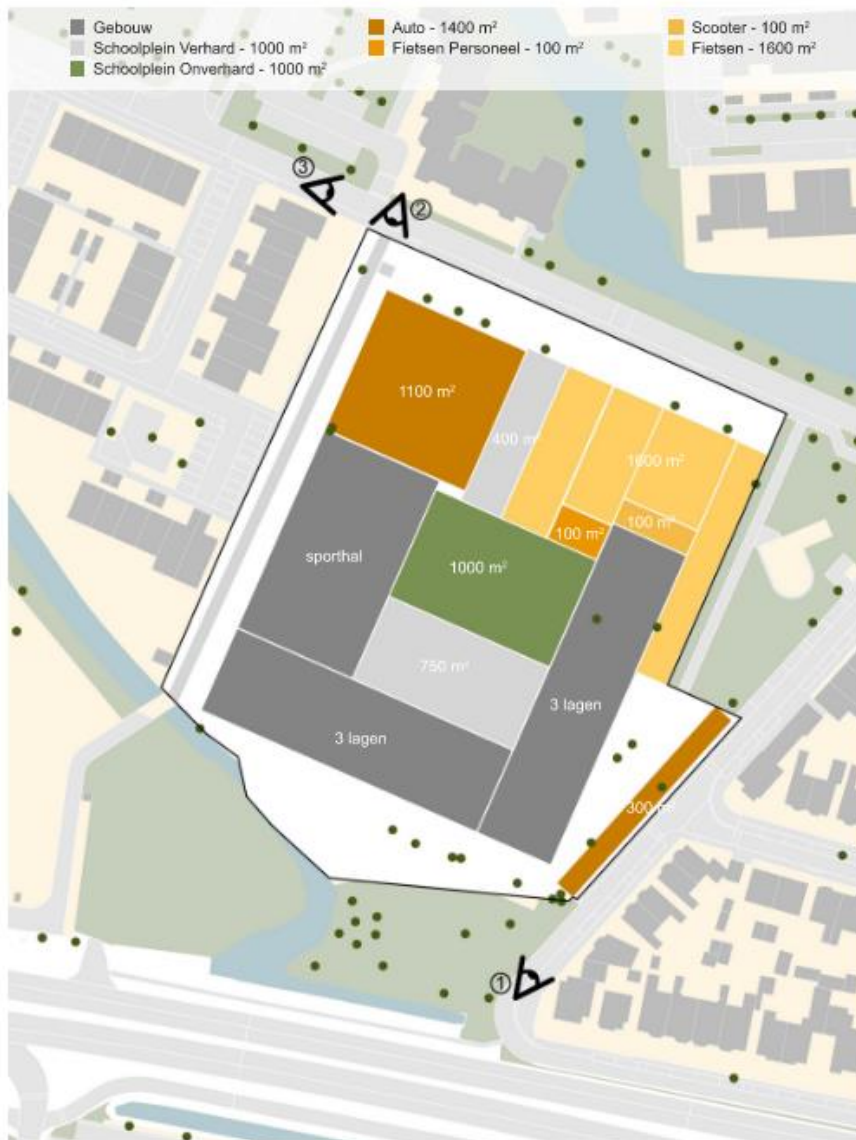 Gebouw
Schoolplein Verhard - 1000 m²
Schoolplein Onverhard - 1000 m²
Auto - 1400 m²
Fietsen Personeel - 100 m²
Scooter - 100 m²
Fietsen - 1600 m²
③
②
1100 m²
400 m²
1600 m²
100 m²
100 m²
sporthal
1000 m²
750 m²
3 lagen
3 lagen
300 m²
①